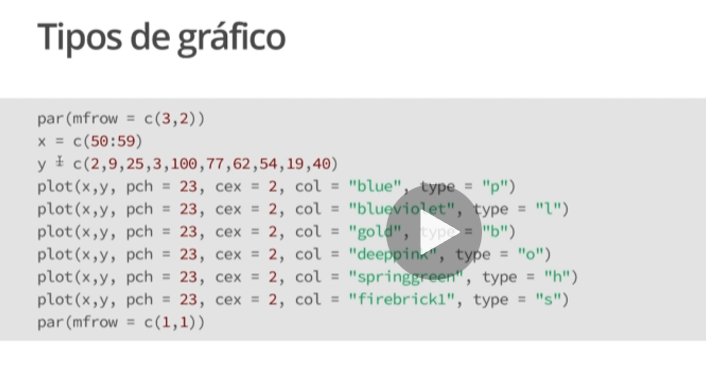 Tipos de gráfico
par(mfrow = c(3,2))
x = c(50:59)
y = c(2,9,25,3,100,77,62,54,19,40)
plot(x,y, pch = 23, cex = 2, col = "blue", type = "p")
plot(x,y, pch = 23, cex = 2, col = "blueviolet", type = "l")
plot(x,y, pch = 23, cex = 2, col = "gold", type = "b")
plot(x,y, pch = 23, cex = 2, col = "deeppink", type = "o")
plot(x,y, pch = 23, cex = 2, col = "springgreen", type = "h")
plot(x,y, pch = 23, cex = 2, col = "firebrick1", type = "s")
par(mfrow = c(1,1))